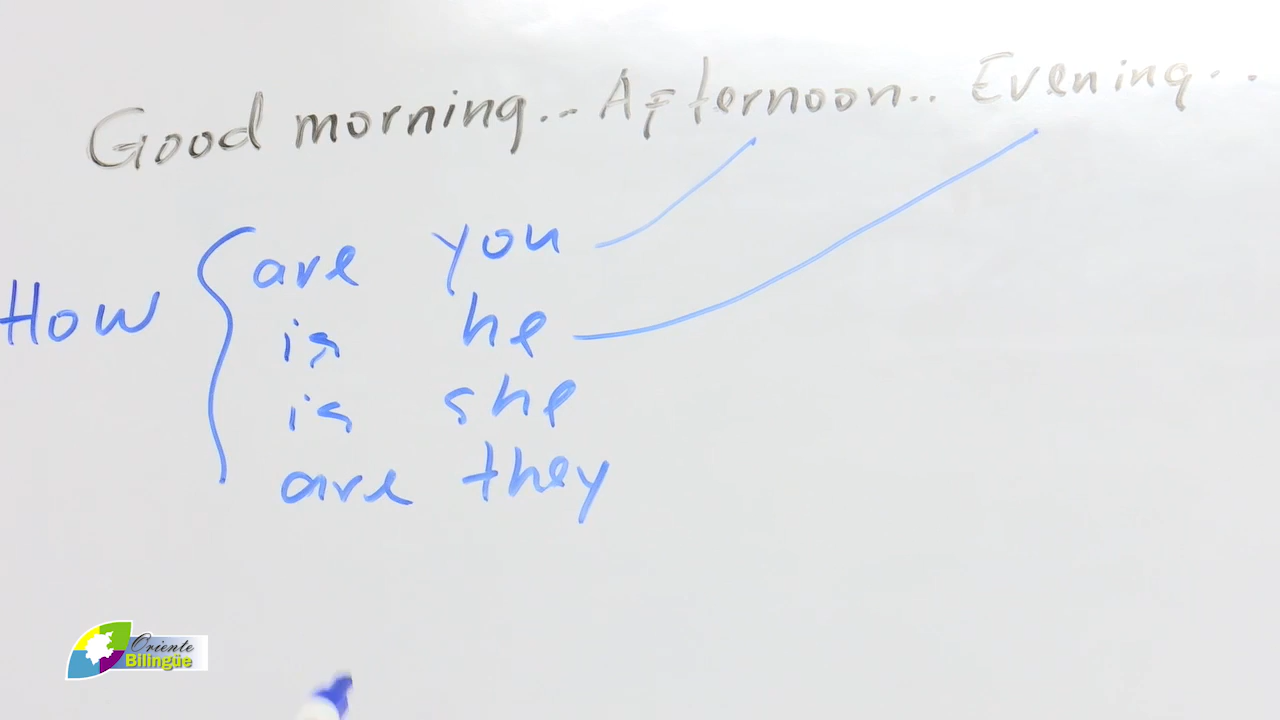 Good morning... Afternoon.. Evening...
How
are you
is he
is she
are they
Oriente
Bilingüe